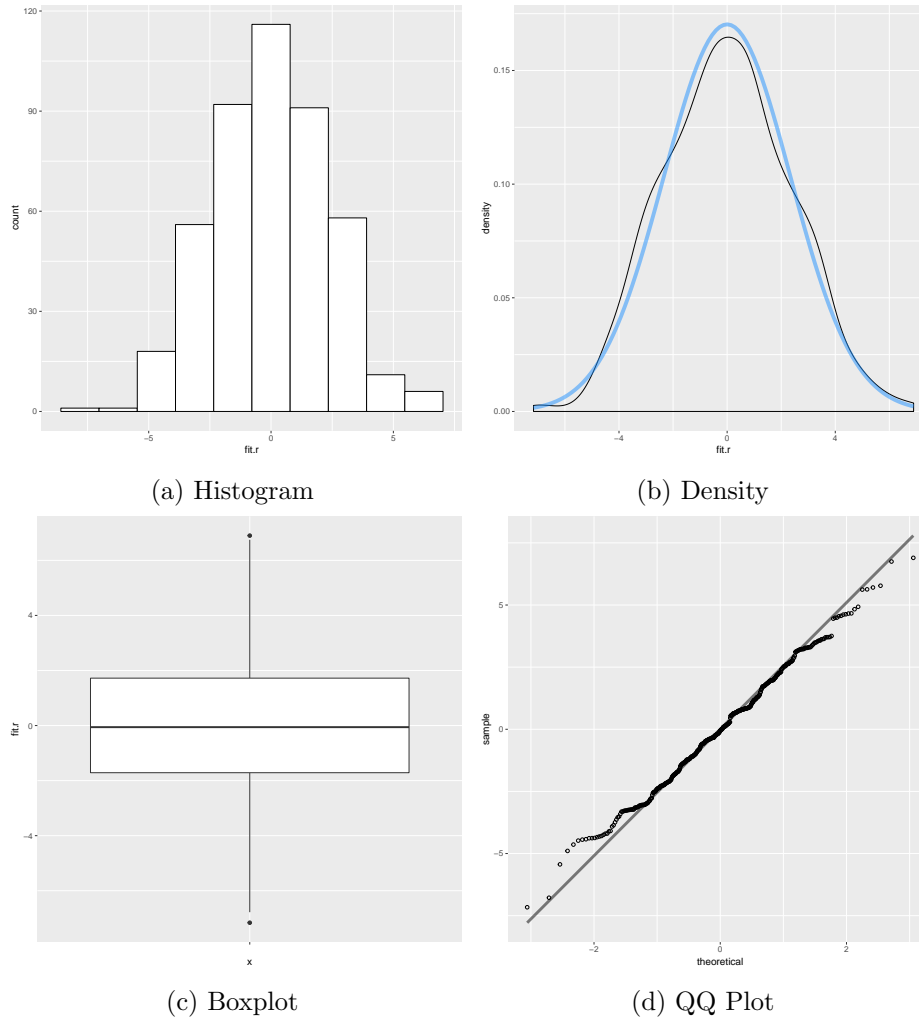 120
90
60
30
0
count
−5
0
5
fit.r
(a) Histogram
0.15
0.10
0.05
0.00
density
−4
0
4
fit.r
(b) Density
4
0
−4
fit.r
x
(c) Boxplot
5
0
−5
sample
−2
0
2
theoretical
(d) QQ Plot